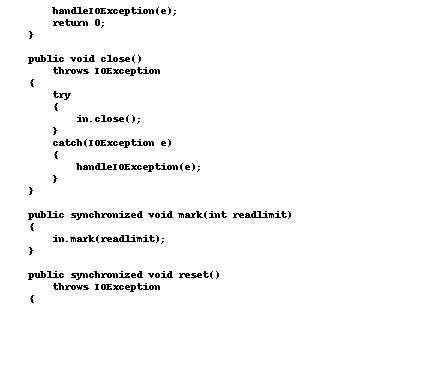 handleIOException(e);
return 0;
}
public void close()
throws IOException
{
try
{
in.close();
}
catch(IOException e)
{
handleIOException(e);
}
}
public synchronized void mark(int readlimit)
{
in.mark(readlimit);
}
public synchronized void reset()
throws IOException
{